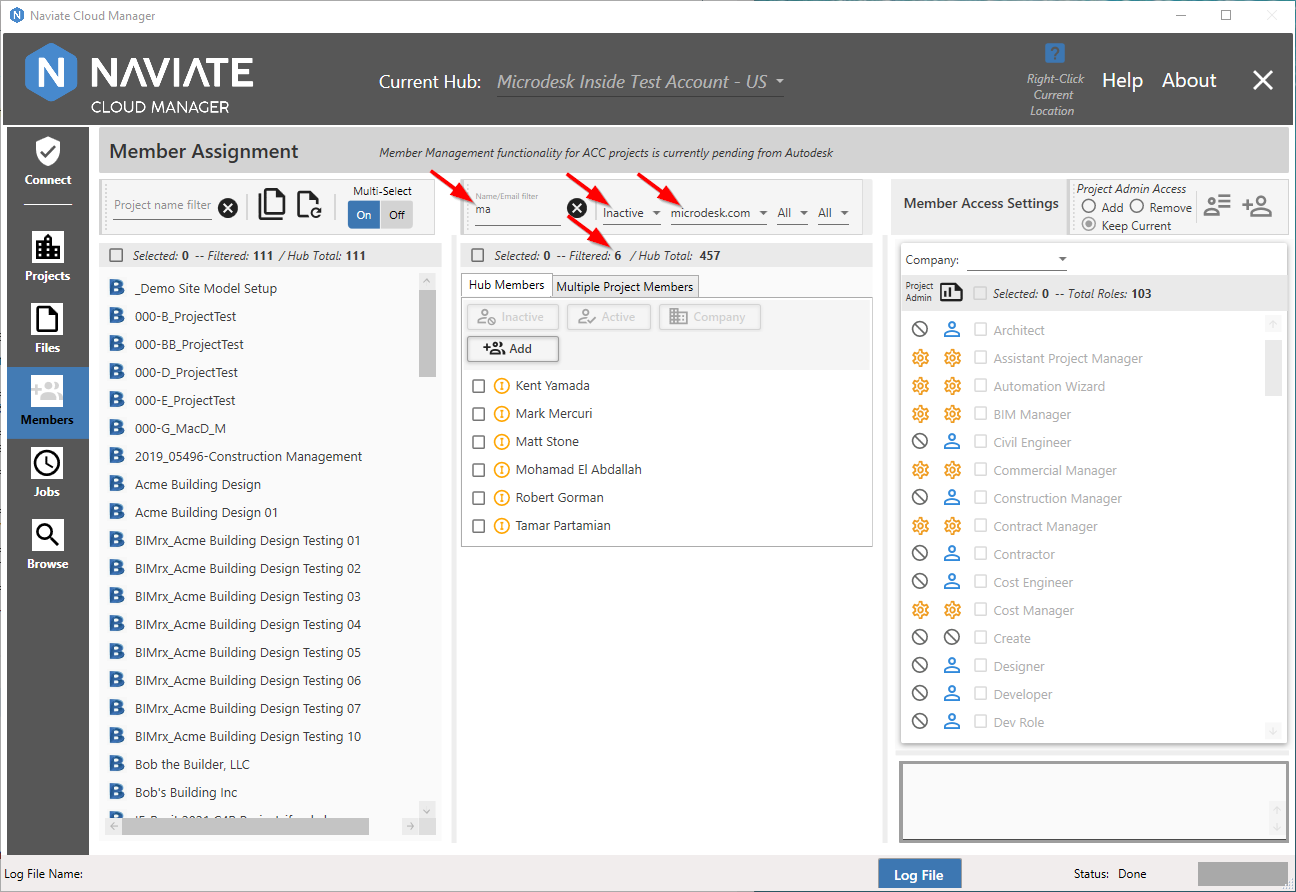 Naviate Cloud Manager
NAVIATE
CLOUD MANAGER
Current Hub: Microdesk Inside Test Account - US
?
Right-Click
Current
Location
Help
About
Connect
Projects
Files
Members
Jobs
Browse
Member Assignment
Member Management functionality for ACC projects is currently pending from Autodesk
Project name filter
Multi-Select
On
Off
Selected: 0 -- Filtered: 111 / Hub Total: 111
B _Demo Site Model Setup
B 000-B_ProjectTest
B 000-BB_ProjectTest
B 000-D_ProjectTest
B 000-E_ProjectTest
B 000-G_MacD_M
B 2019_05496-Construction Management
B Acme Building Design
B Acme Building Design 01
B BIMrx_Acme Building Design Testing 01
B BIMrx_Acme Building Design Testing 02
B BIMrx_Acme Building Design Testing 03
B BIMrx_Acme Building Design Testing 04
B BIMrx_Acme Building Design Testing 05
B BIMrx_Acme Building Design Testing 06
B BIMrx_Acme Building Design Testing 07
B BIMrx_Acme Building Design Testing 10
B Bob the Builder, LLC
B Bob's Building Inc
Name/Email filter
ma
Inactive
microdesk.com
All
All
Selected: 0 -- Filtered: 6 / Hub Total: 457
Hub Members
Multiple Project Members
Inactive
Active
Company
Add
Kent Yamada
Mark Mercuri
Matt Stone
Mohamad El Abdallah
Robert Gorman
Tamar Partamian
Member Access Settings
Project Admin Access
Add
Remove
Keep Current
Company:
Project
Admin
Selected: 0 -- Total Roles: 103
Architect
Assistant Project Manager
Automation Wizard
BIM Manager
Civil Engineer
Commercial Manager
Construction Manager
Contract Manager
Contractor
Cost Engineer
Cost Manager
Create
Designer
Developer
Dev Role
Log File Name:
Log File
Status: Done